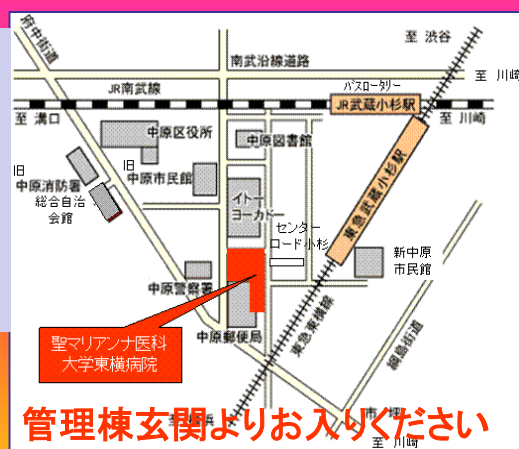 府中街道
至 渋谷
南武沿線道路
至 川崎
バスロータリー
JR南武線
JR武蔵小杉駅
至 溝口
至 川崎
中原区役所
中原図書館
旧
旧
中原市民館
中原消防署
総合自治
会館
イトー
ヨーカドー
東急武蔵小杉駅
センター
ロード小杉
新中原
市民館
中原警察署
中原郵便局
東急東横線
綱島街道
聖マリアンナ医科
大学東横病院
市ノ坪
至 横浜
管理棟玄関よりお入りください
至 川崎